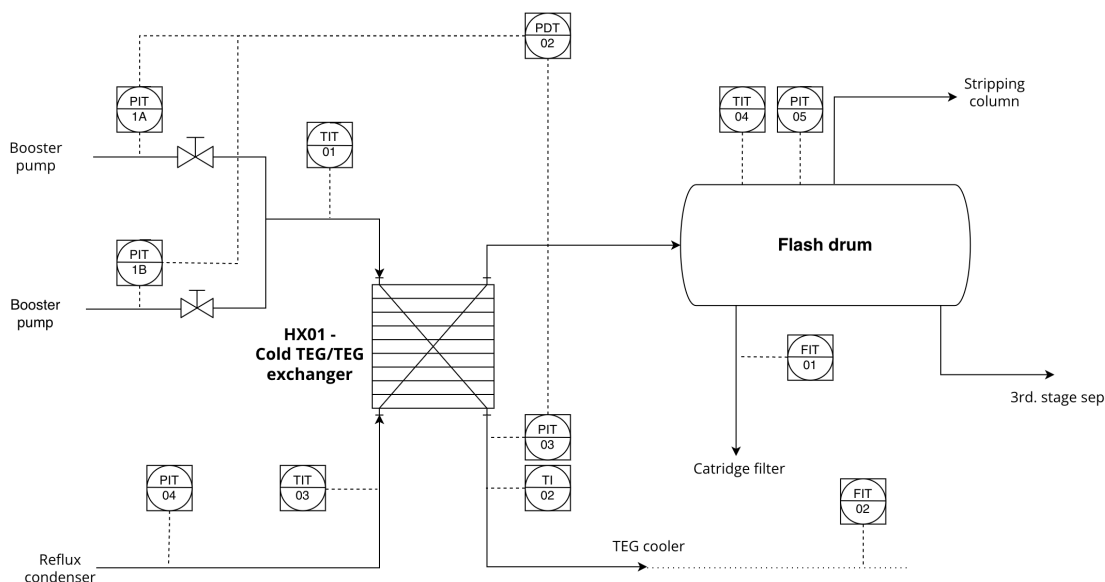 PDT
02
PIT
1A
TIT
04
PIT
05
Stripping
column
Booster
pump
TIT
01
PIT
1B
Flash drum
Booster
pump
HX01 -
Cold TEG/TEG
exchanger
FIT
01
3rd. stage sep
PIT
03
Catridge filter
PIT
04
TIT
03
TI
02
FIT
02
Reflux
condenser
TEG cooler